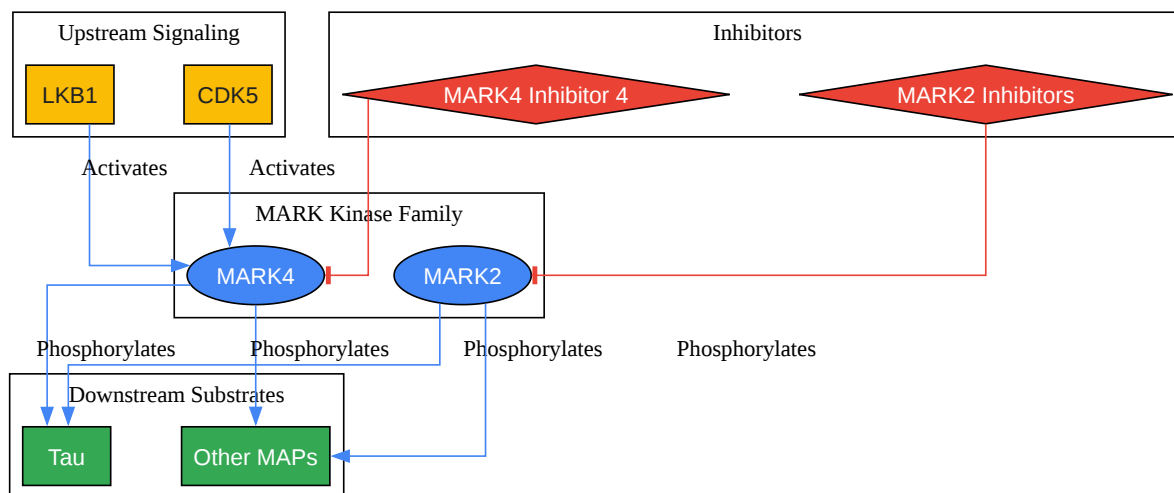 Upstream Signaling
Inhibitors
LKB1
CDK5
MARK4 Inhibitor 4
MARK2 Inhibitors
Activates
Activates
MARK Kinase Family
MARK4
MARK2
Phosphorylates
Phosphorylates
Phosphorylates
Phosphorylates
Downstream Substrates
Tau
Other MAPs